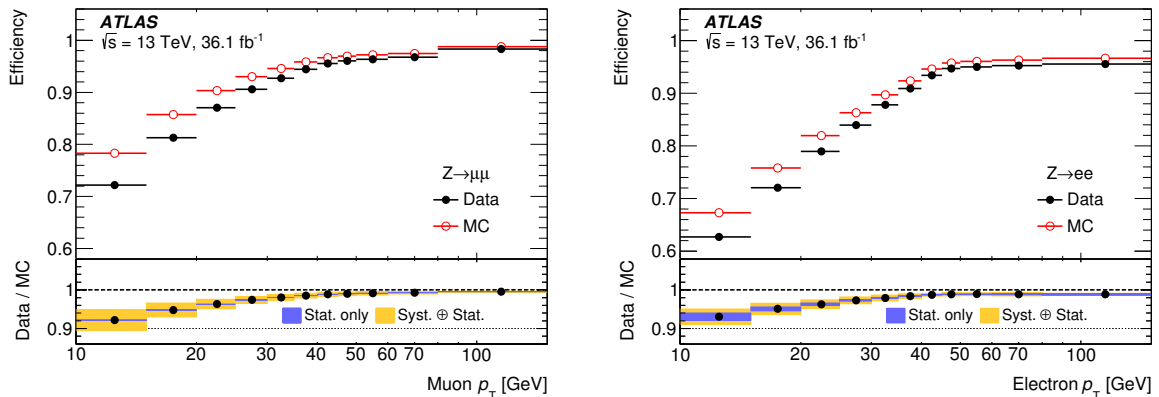 ATLAS
√s = 13 TeV, 36.1 fb⁻¹
Efficiency
1
0.9
0.8
0.7
0.6
Z→μμ
Data
MC
Data / MC
1
0.9
Stat. only
Syst. ⊕ Stat.
10 20 30 40 50 60 70 100
Muon pT [GeV]
ATLAS
√s = 13 TeV, 36.1 fb⁻¹
Efficiency
1
0.9
0.8
0.7
0.6
Z→ee
Data
MC
Data / MC
1
0.9
Stat. only
Syst. ⊕ Stat.
10 20 30 40 50 60 70 100
Electron pT [GeV]